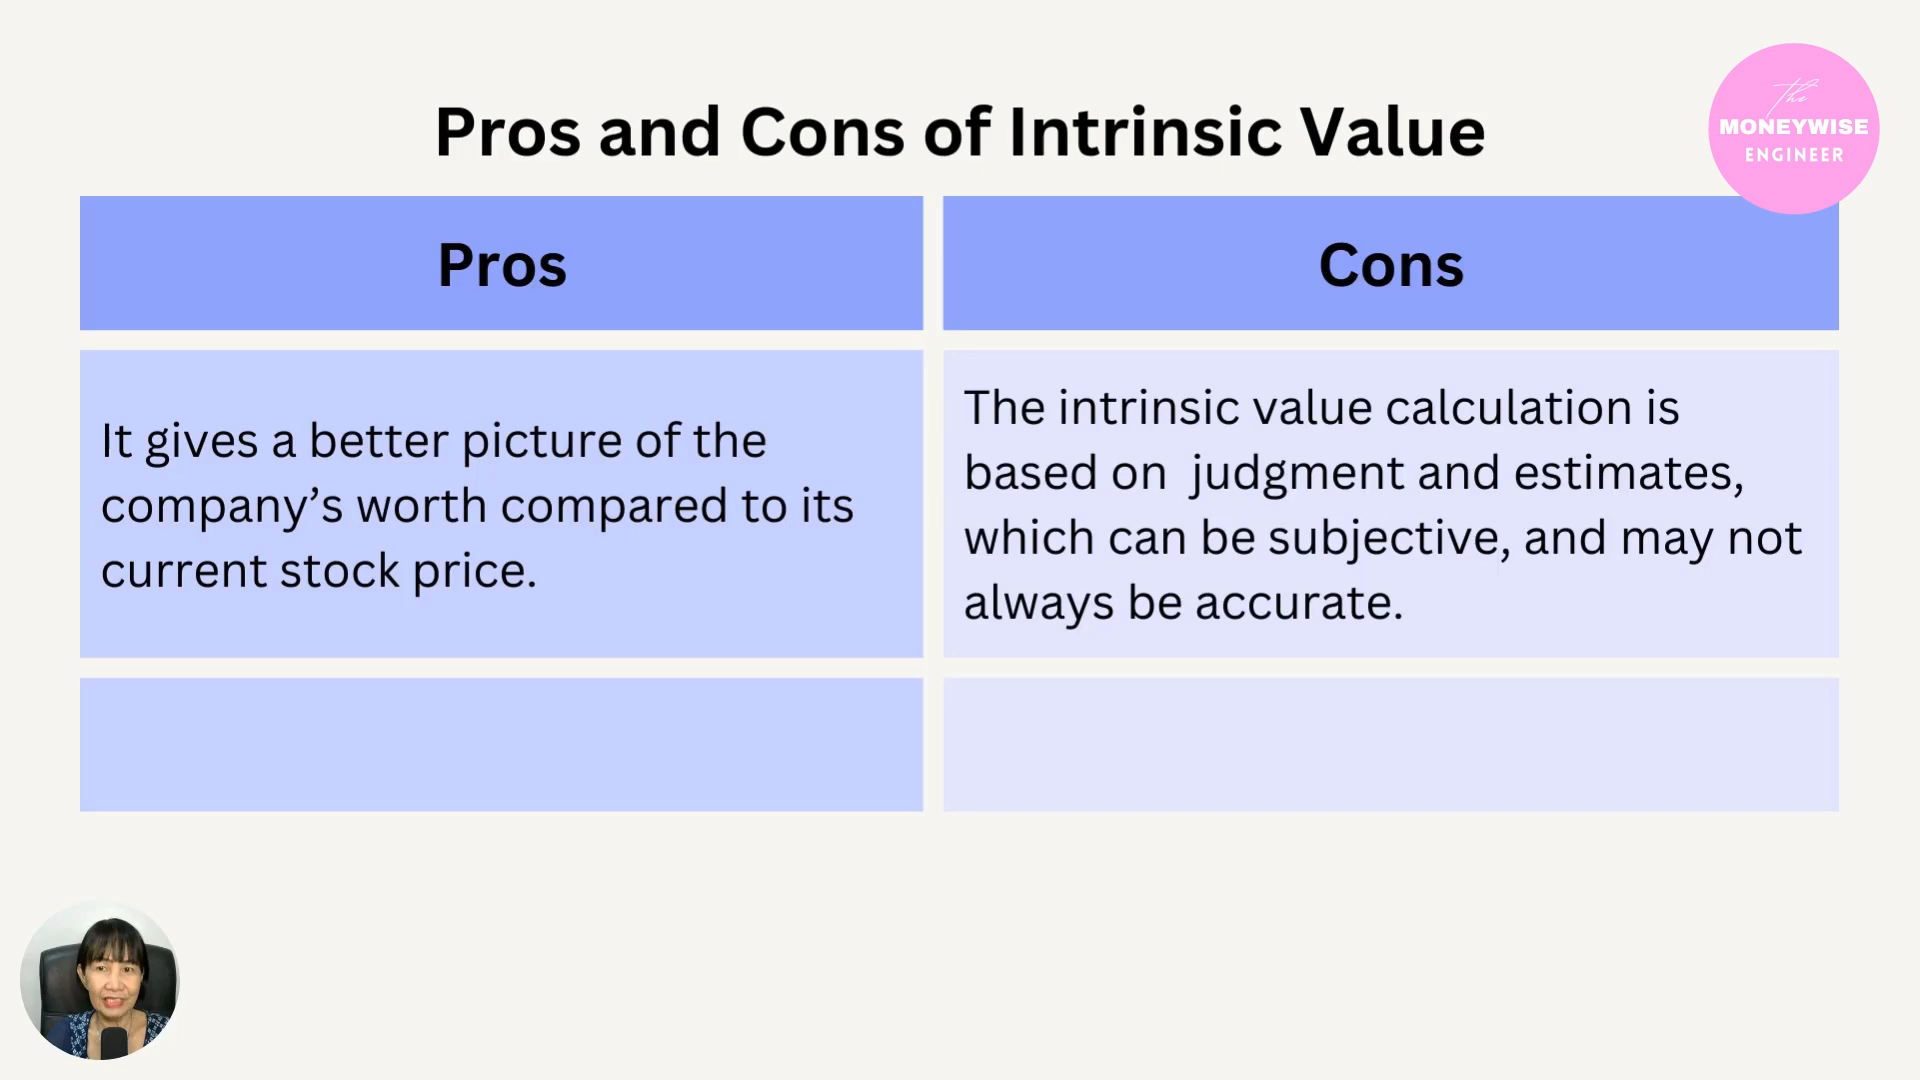 Pros and Cons of Intrinsic Value
the
MONEYWISE
ENGINEER
Pros
Cons
It gives a better picture of the
company’s worth compared to its
current stock price.
The intrinsic value calculation is
based on  judgment and estimates,
which can be subjective, and may not
always be accurate.